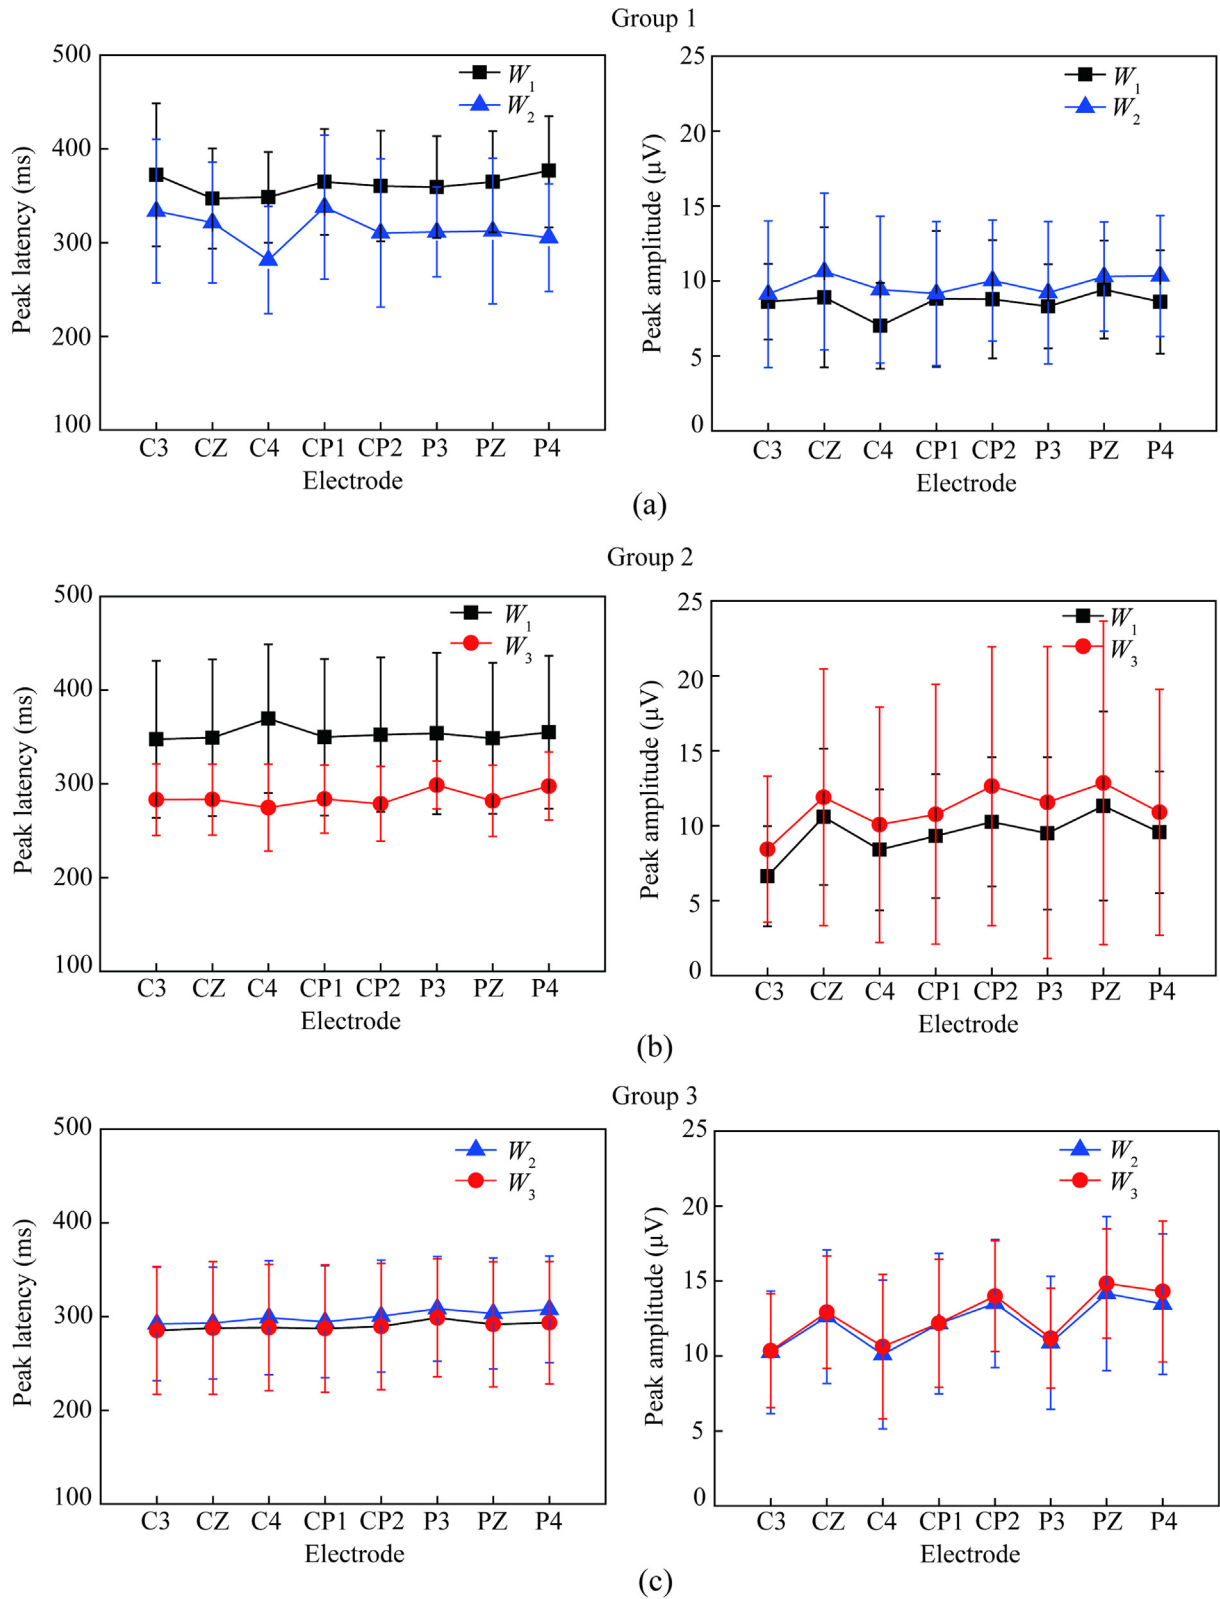 Group 1
500
400
300
200
100
Peak latency (ms)
W1
W2
C3 CZ C4 CP1 CP2 P3 PZ P4
Electrode
25
20
15
10
5
0
Peak amplitude (μV)
W1
W2
C3 CZ C4 CP1 CP2 P3 PZ P4
Electrode
(a)
Group 2
500
400
300
200
100
Peak latency (ms)
W1
W3
C3 CZ C4 CP1 CP2 P3 PZ P4
Electrode
25
20
15
10
5
0
Peak amplitude (μV)
W1
W3
C3 CZ C4 CP1 CP2 P3 PZ P4
Electrode
(b)
Group 3
500
400
300
200
100
Peak latency (ms)
W2
W3
C3 CZ C4 CP1 CP2 P3 PZ P4
Electrode
25
20
15
10
5
0
Peak amplitude (μV)
W2
W3
C3 CZ C4 CP1 CP2 P3 PZ P4
Electrode
(c)